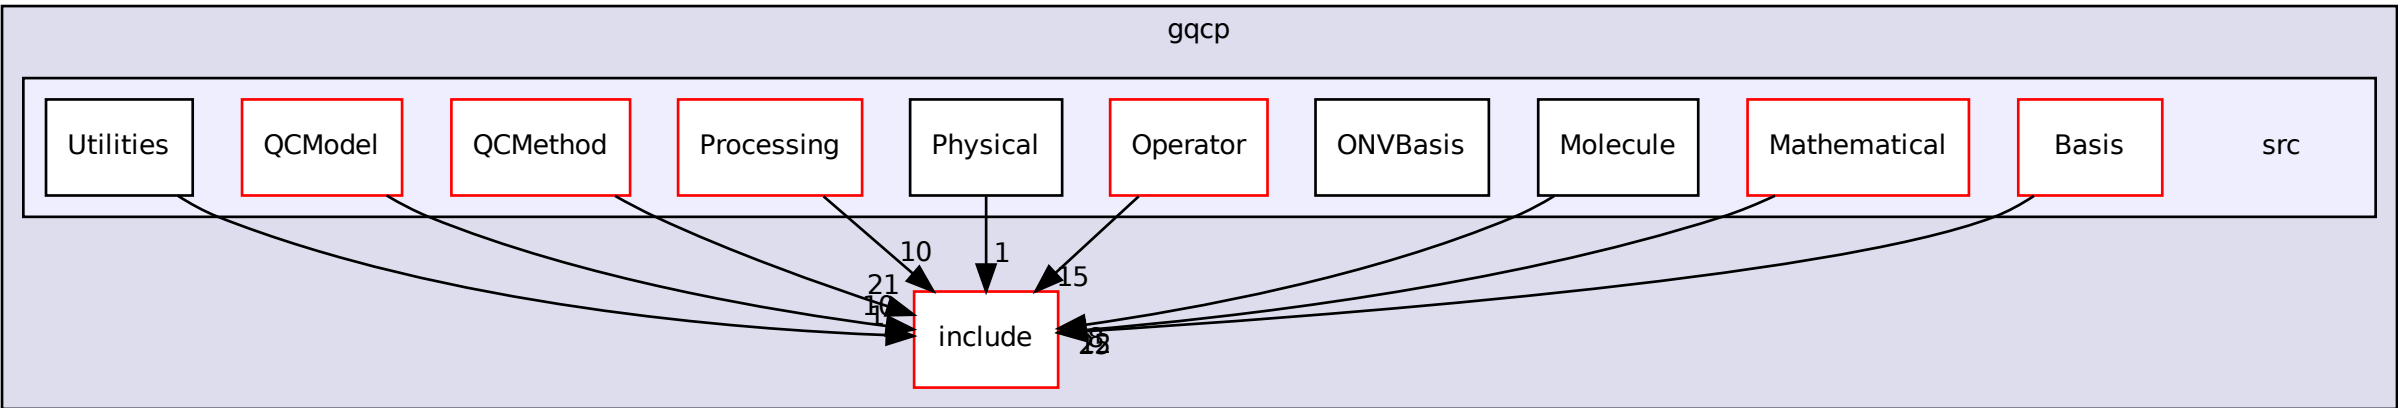 gqcp
Utilities
QCModel
QCMethod
Processing
Physical
Operator
ONVBasis
Molecule
Mathematical
Basis
src
10
1
15
21
include